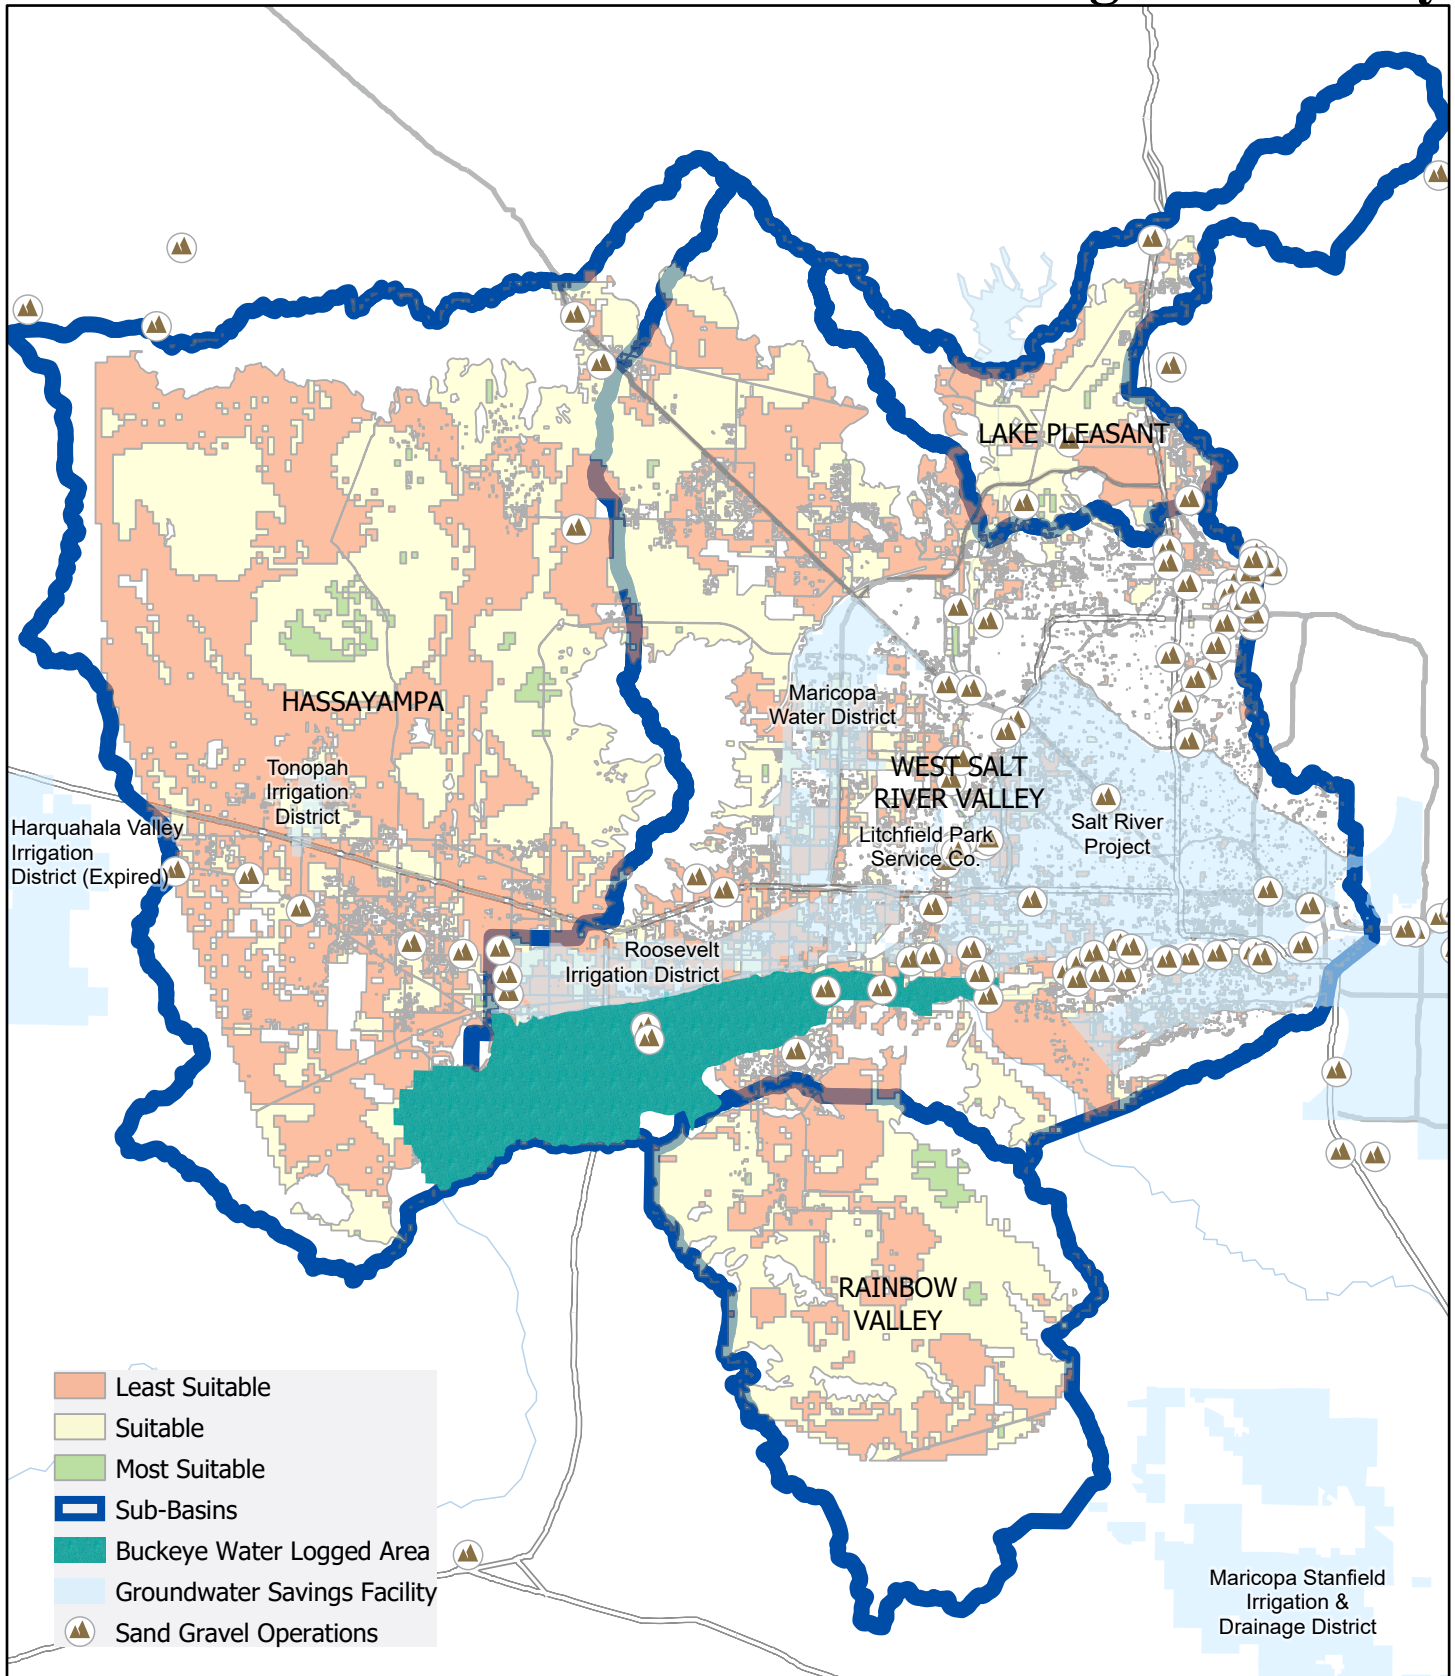 LAKE PLEASANT
HASSAYAMPA
Maricopa
Water District
WEST SALT
RIVER VALLEY
Tonopah
Irrigation
District
Harquahala Valley
Irrigation
District (Expired)
Litchfield Park
Service Co.
Salt River
Project
Roosevelt
Irrigation District
RAINBOW
VALLEY
Least Suitable
Suitable
Most Suitable
Sub-Basins
Buckeye Water Logged Area
Groundwater Savings Facility
Sand Gravel Operations
Maricopa Stanfield
Irrigation &
Drainage District